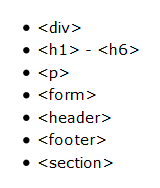 • <div>
• <h1> - <h6>
• <p>
• <form>
• <header>
• <footer>
• <section>